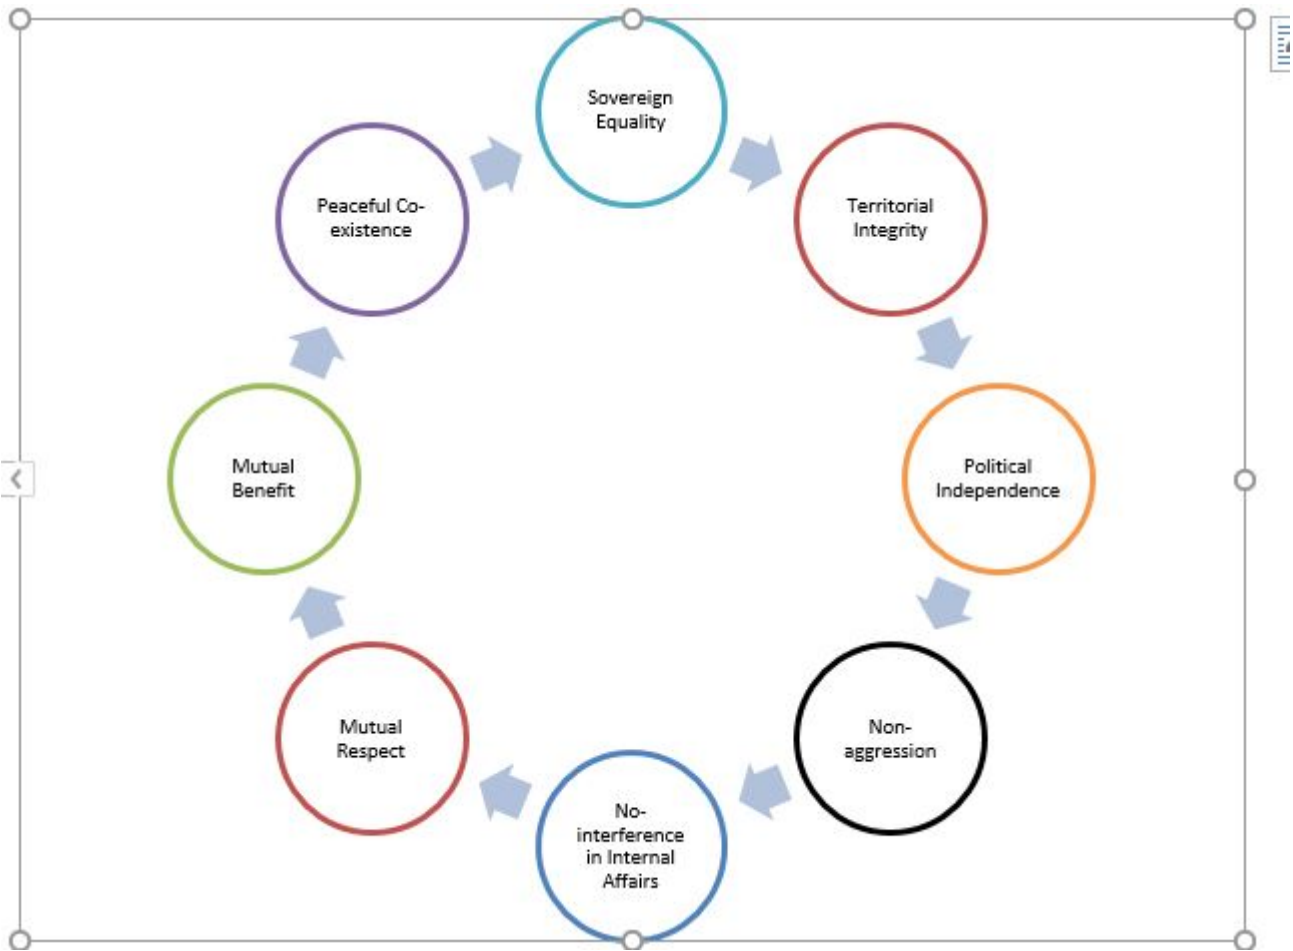 Sovereign
Equality
Territorial
Integrity
Political
Independence
Non-
aggression
No-
interference
in Internal
Affairs
Mutual
Respect
Mutual
Benefit
Peaceful Co-
existence